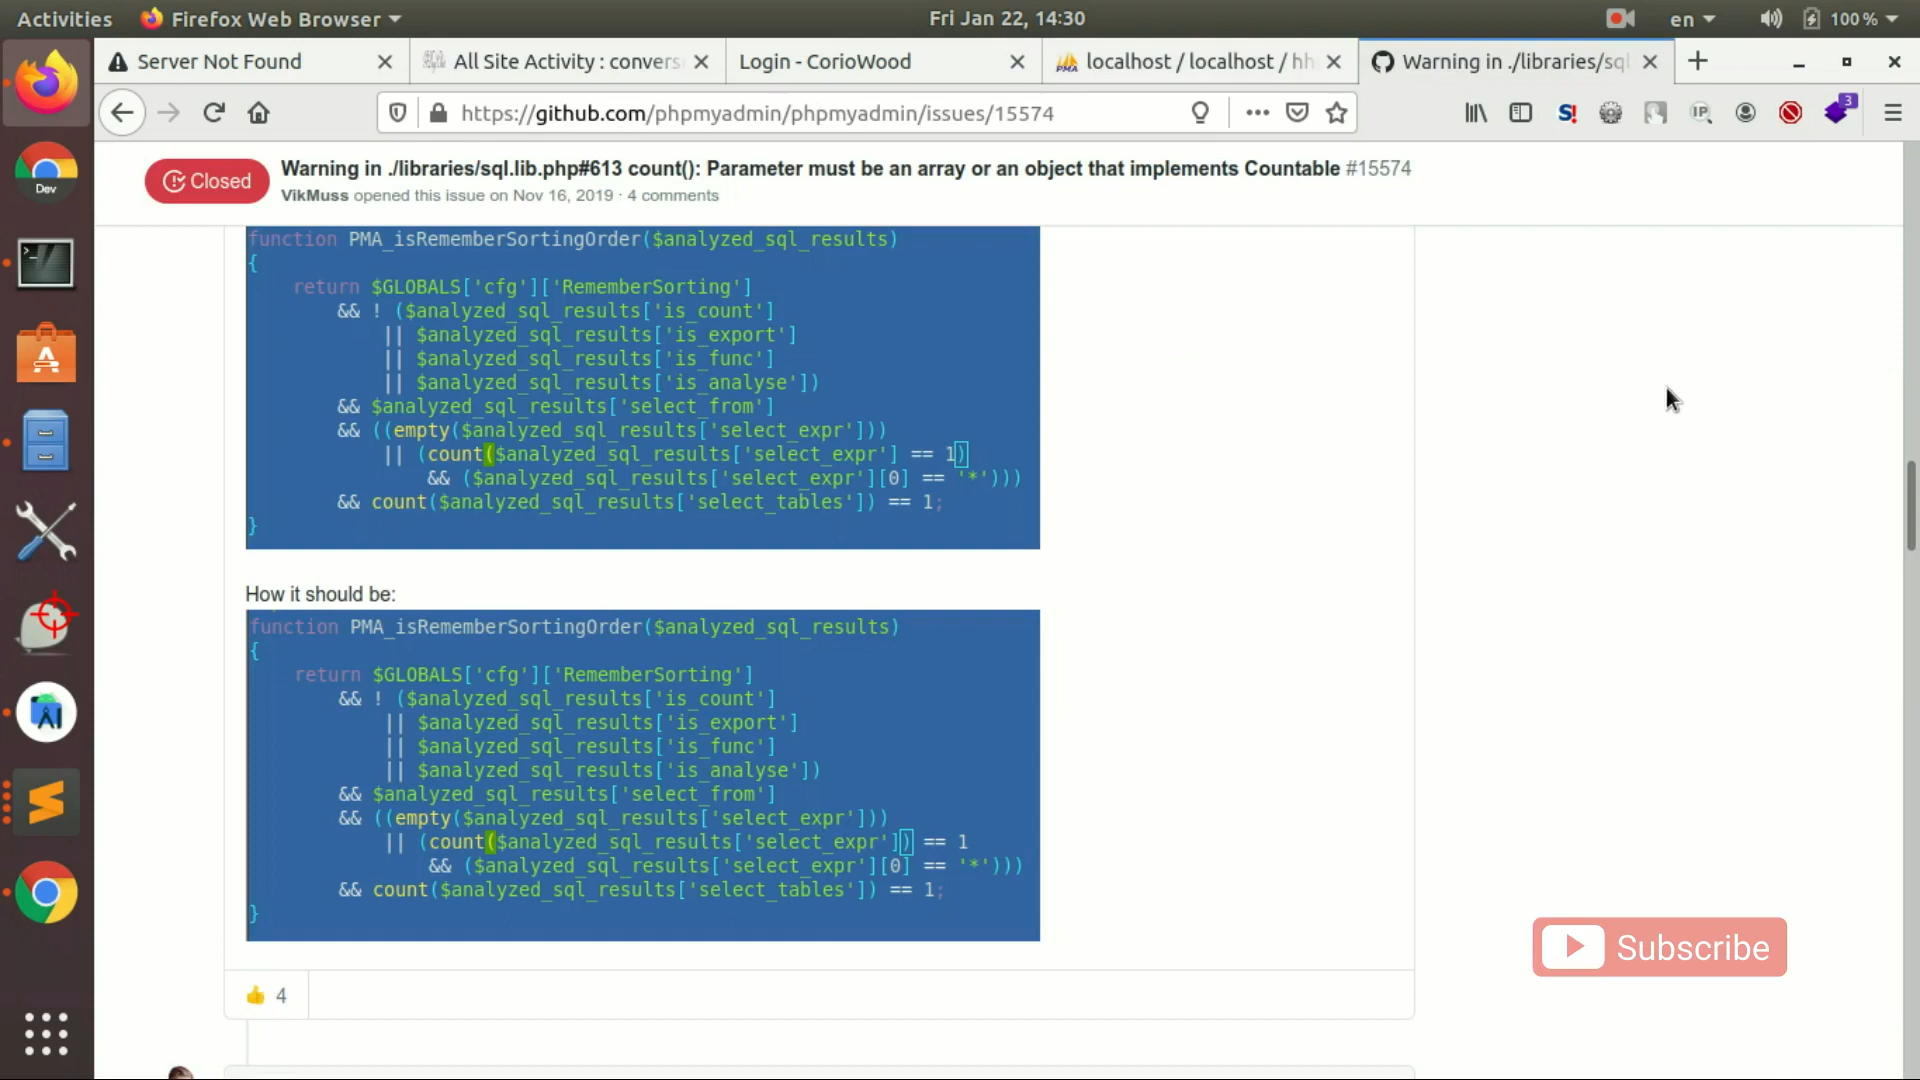 Activities
Firefox Web Browser
Fri Jan 22, 14:30
en
100 %
Server Not Found
All Site Activity : convers
Login - CorioWood
localhost / localhost / hh
Warning in ./libraries/sql
https://github.com/phpmyadmin/phpmyadmin/issues/15574
S!
IP
3
Dev
Closed
Warning in ./libraries/sql.lib.php#613 count(): Parameter must be an array or an object that implements Countable #15574
VikMuss opened this issue on Nov 16, 2019 · 4 comments
function PMA_isRememberSortingOrder($analyzed_sql_results)
{
return $GLOBALS['cfg']['RememberSorting']
&& ! ($analyzed_sql_results['is_count']
|| $analyzed_sql_results['is_export']
|| $analyzed_sql_results['is_func']
|| $analyzed_sql_results['is_analyse'])
&& $analyzed_sql_results['select_from']
&& ((empty($analyzed_sql_results['select_expr']))
|| (count($analyzed_sql_results['select_expr'] == 1)
&& ($analyzed_sql_results['select_expr'][0] == '*')))
&& count($analyzed_sql_results['select_tables']) == 1;
}
How it should be:
function PMA_isRememberSortingOrder($analyzed_sql_results)
{
return $GLOBALS['cfg']['RememberSorting']
&& ! ($analyzed_sql_results['is_count']
|| $analyzed_sql_results['is_export']
|| $analyzed_sql_results['is_func']
|| $analyzed_sql_results['is_analyse'])
&& $analyzed_sql_results['select_from']
&& ((empty($analyzed_sql_results['select_expr']))
|| (count($analyzed_sql_results['select_expr']) == 1
&& ($analyzed_sql_results['select_expr'][0] == '*')))
&& count($analyzed_sql_results['select_tables']) == 1;
}
4
Subscribe